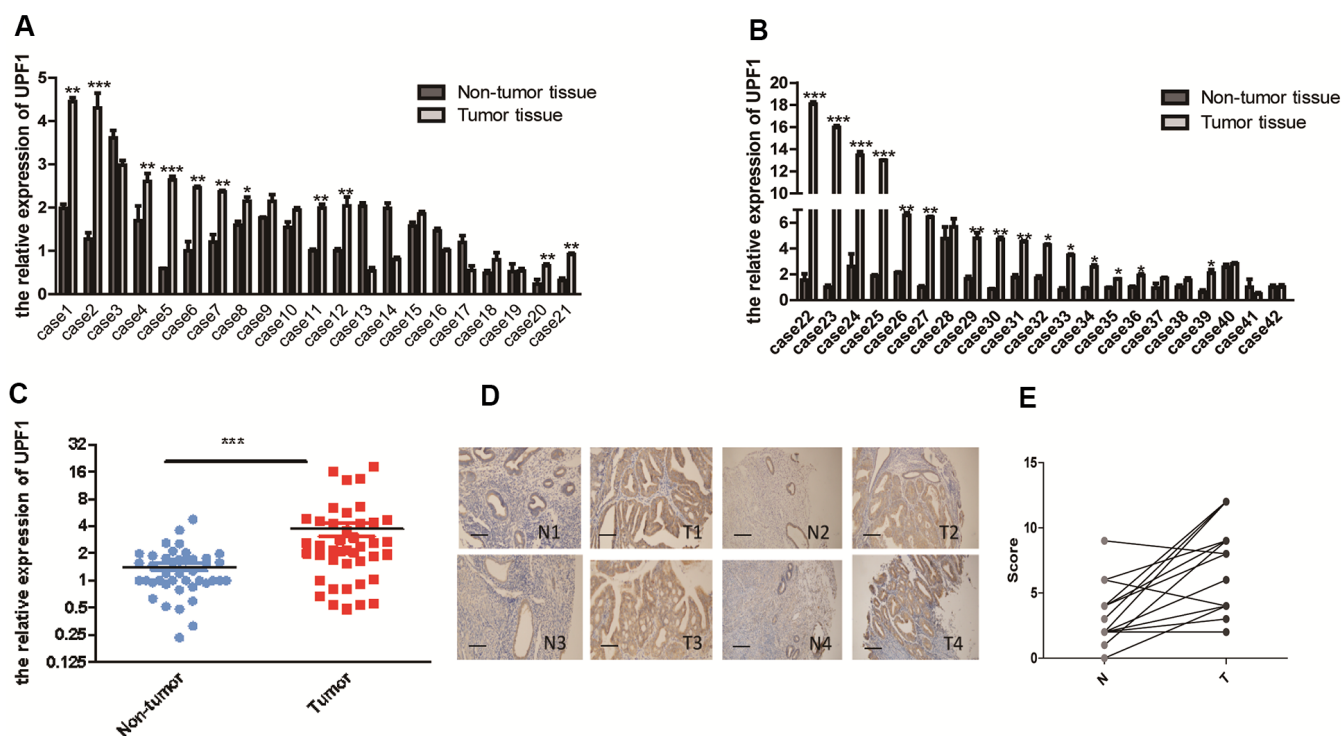 A
the relative expression of UPF1
5
4
3
2
1
0
** *** ** *** ** ** * ** ** ** **
Non-tumor tissue
Tumor tissue
case1 case2 case3 case4 case5 case6 case7 case8 case9 case10 case11 case12 case13 case14 case15 case16 case17 case18 case19 case20 case21
B
the relative expression of UPF1
20
18
16
14
12
10
6
4
2
0
*** *** *** *** ** ** ** ** ** * * * * * *
Non-tumor tissue
Tumor tissue
case22 case23 case24 case25 case26 case27 case28 case29 case30 case31 case32 case33 case34 case35 case36 case37 case38 case39 case40 case41 case42
C
the relative expression of UPF1
32
16
8
4
2
1
0.5
0.25
0.125
***
Non-tumor Tumor
D
N1 T1 N2 T2
N3 T3 N4 T4
E
Score
15
10
5
0
N T